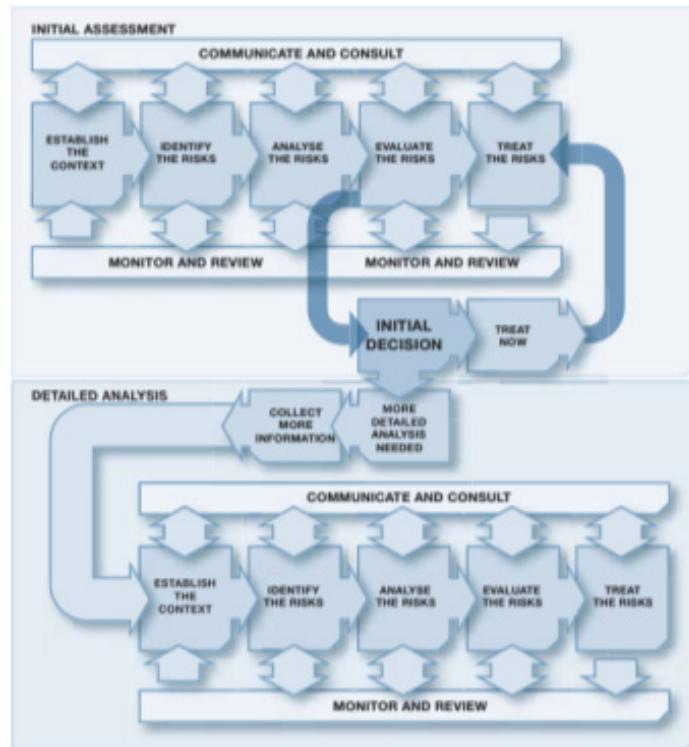 INITIAL ASSESSMENT
COMMUNICATE AND CONSULT
ESTABLISH
THE
CONTEXT
IDENTIFY
THE RISKS
ANALYSE
THE RISKS
EVALUATE
THE RISKS
TREAT
THE RISKS
MONITOR AND REVIEW
MONITOR AND REVIEW
INITIAL
DECISION
TREAT
NOW
DETAILED ANALYSIS
COLLECT
MORE
INFORMATION
MORE
DETAILED
ANALYSIS
NEEDED
COMMUNICATE AND CONSULT
ESTABLISH
THE
CONTEXT
IDENTIFY
THE RISKS
ANALYSE
THE RISKS
EVALUATE
THE RISKS
TREAT
THE RISKS
MONITOR AND REVIEW